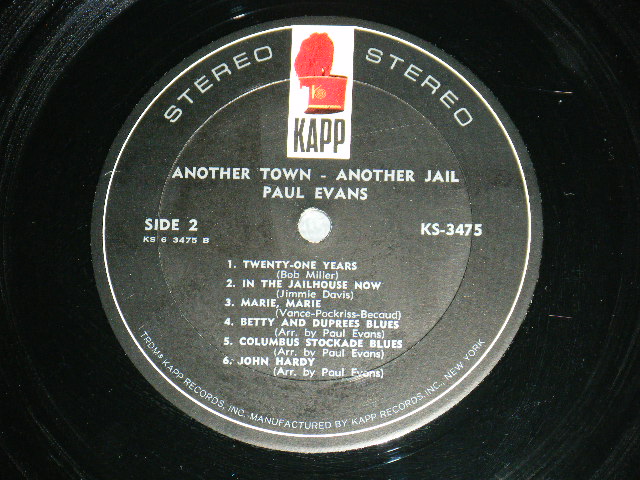 STEREO STEREO
KAPP
ANOTHER TOWN - ANOTHER JAIL
PAUL EVANS
SIDE 2
KS 6 3475 B
KS-3475
1. TWENTY-ONE YEARS
(Bob Miller)
2. IN THE JAILHOUSE NOW
(Jimmie Davis)
3. MARIE, MARIE
(Vance-Pockriss-Becaud)
4. BETTY AND DUPREES BLUES
(Arr. by Paul Evans)
5. COLUMBUS STOCKADE BLUES
(Arr. by Paul Evans)
6. JOHN HARDY
(Arr. by Paul Evans)
TRDM® KAPP RECORDS, INC. MANUFACTURED BY KAPP RECORDS, INC., NEW YORK